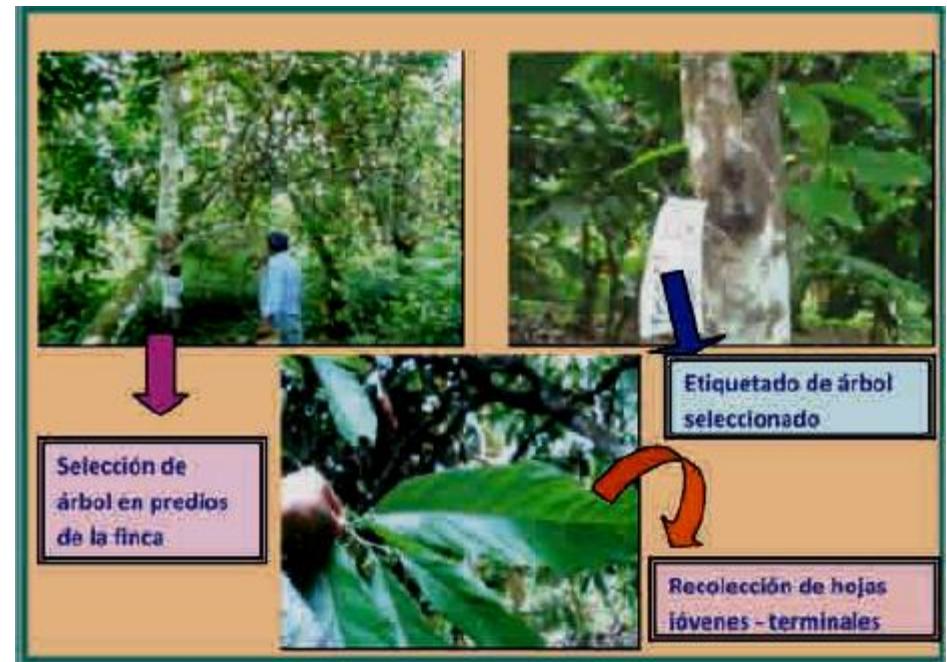 Etiquetado de árbol
seleccionado
Selección de
árbol en predios
de la finca
Recolección de hojas
jóvenes - terminales